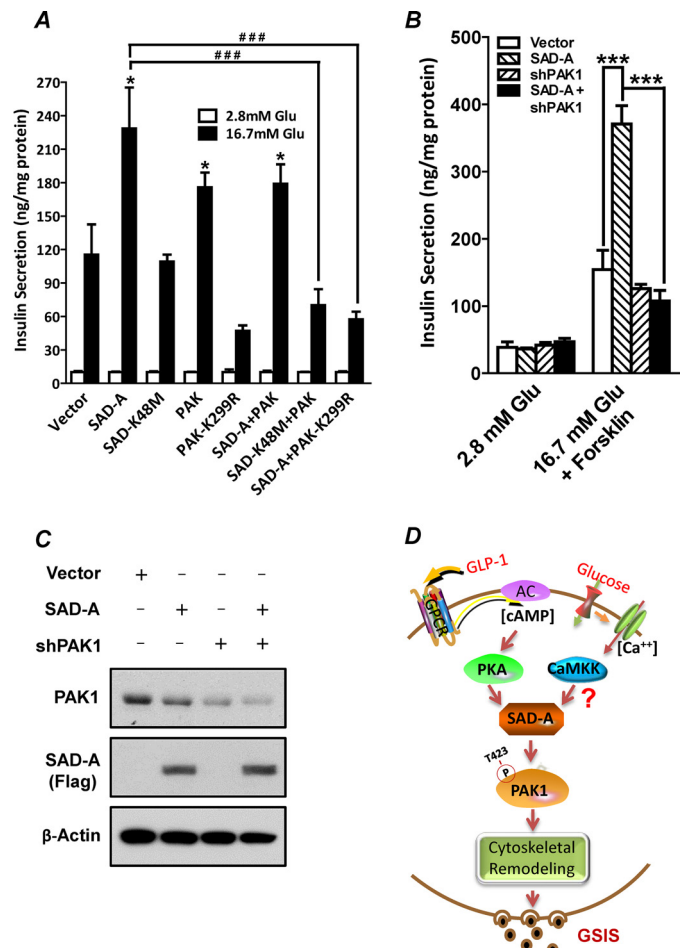 A
Insulin Secretion (ng/mg protein)
270
240
210
180
150
120
90
60
30
0
###
###
*
*
*
2.8mM Glu
16.7mM Glu
Vector
SAD-A
SAD-K48M
PAK
PAK-K299R
SAD-A+PAK
SAD-K48M+PAK
SAD-A+PAK-K299R
B
Insulin Secretion (ng/mg protein)
500
400
300
200
100
0
Vector
SAD-A
shPAK1
SAD-A +
shPAK1
***
***
2.8 mM Glu
16.7 mM Glu
+ Forsklin
C
Vector + – – –
SAD-A – + – +
shPAK1 – – + +
PAK1
SAD-A
(Flag)
β-Actin
D
GLP-1
GPCR
AC
[cAMP]
Glucose
[Ca++]
PKA
CaMKK
?
SAD-A
T423
P
PAK1
Cytoskeletal
Remodeling
GSIS